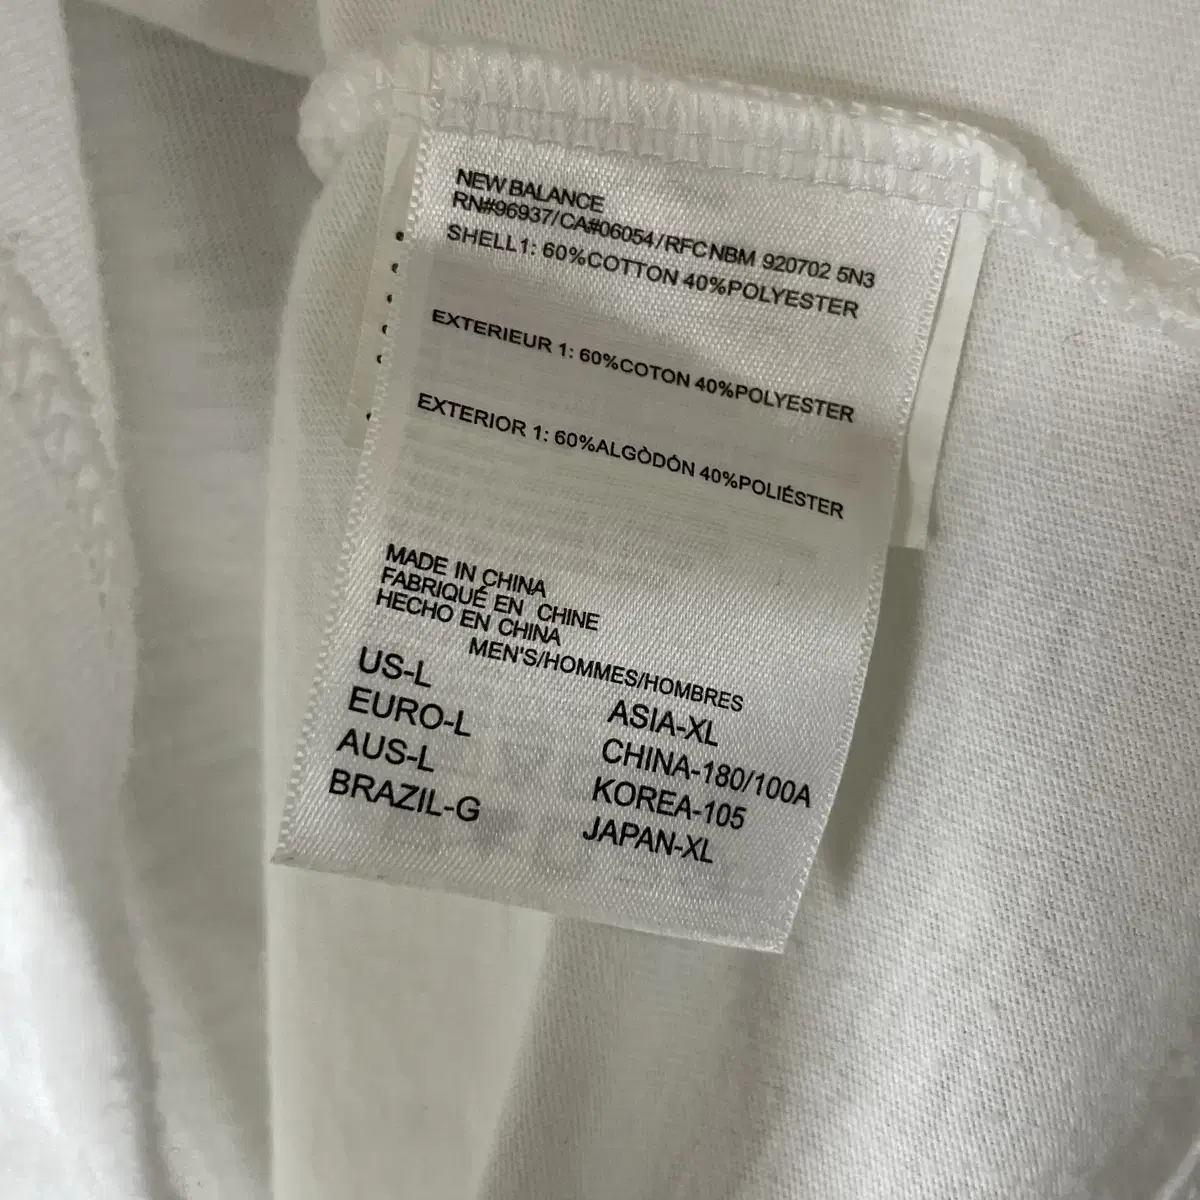 NEW BALANCE
RN#96937/CA#06054/RFCNBM 920702 5N3
SHELL1: 60%COTTON 40%POLYESTER
EXTERIEUR 1: 60%COTON 40%POLYESTER
EXTERIOR 1: 60%ALGÒDÓN 40%POLIÉSTER
MADE IN CHINA
FABRIQUÉ EN CHINE
HECHO EN CHINA
MEN'S/HOMMES/HOMBRES
US-L
EURO-L
AUS-L
BRAZIL-G
ASIA-XL
CHINA-180/100A
KOREA-105
JAPAN-XL